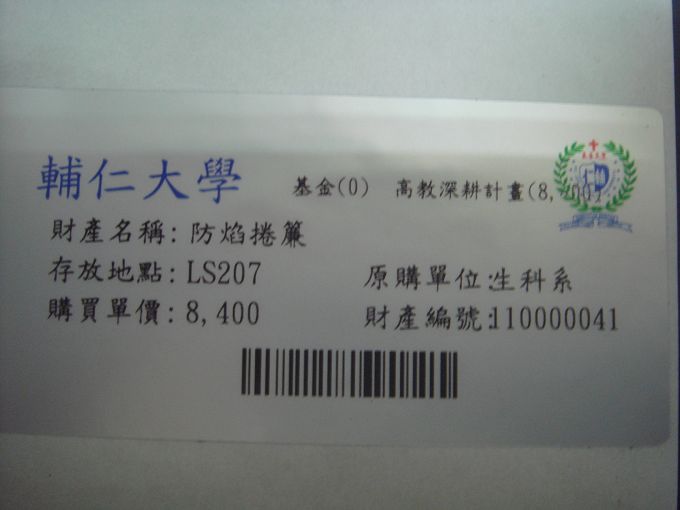 輔仁大學 基金(0) 高教深耕計畫(8,400)
財產名稱:防焰捲簾
存放地點:LS207 原購單位:生科系
購買單價:8,400 財產編號:110000041